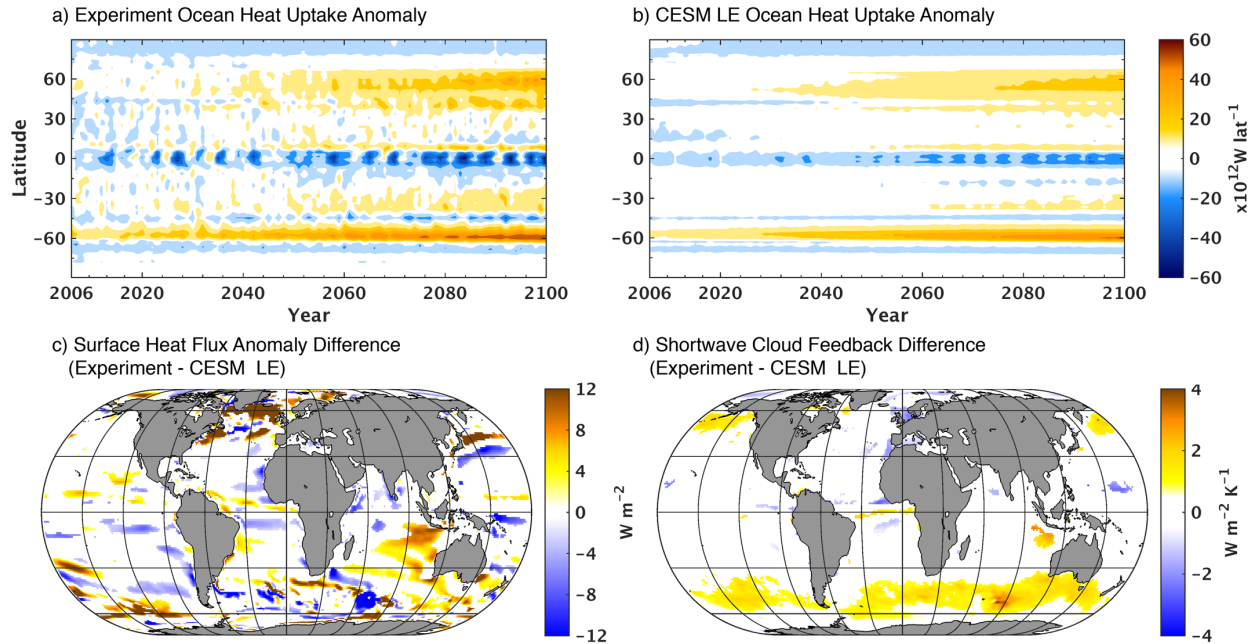 a) Experiment Ocean Heat Uptake Anomaly
b) CESM LE Ocean Heat Uptake Anomaly
Latitude
60
30
0
−30
−60
2006 2020 2040 2060 2080 2100
Year
60
30
0
−30
−60
2006 2020 2040 2060 2080 2100
Year
60
40
20
0
−20
−40
−60
x10¹²W lat⁻¹
c) Surface Heat Flux Anomaly Difference
(Experiment - CESM LE)
12
8
4
0
−4
−8
−12
W m⁻²
d) Shortwave Cloud Feedback Difference
(Experiment - CESM LE)
4
2
0
−2
−4
W m⁻² K⁻¹